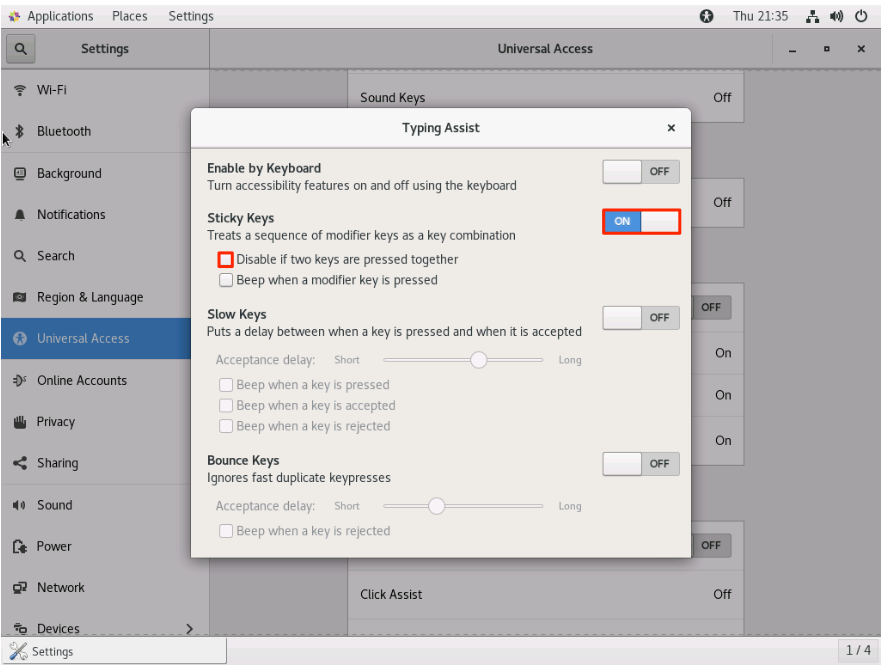 Applications Places Settings
Thu 21:35
Settings
Universal Access
Wi-Fi
Bluetooth
Background
Notifications
Search
Region & Language
Universal Access
Online Accounts
Privacy
Sharing
Sound
Power
Network
Devices
Sound Keys Off
Off
OFF
On
On
On
OFF
Click Assist Off
Typing Assist
Enable by Keyboard OFF
Turn accessibility features on and off using the keyboard
Sticky Keys ON
Treats a sequence of modifier keys as a key combination
Disable if two keys are pressed together
Beep when a modifier key is pressed
Slow Keys OFF
Puts a delay between when a key is pressed and when it is accepted
Acceptance delay: Short Long
Beep when a key is pressed
Beep when a key is accepted
Beep when a key is rejected
Bounce Keys OFF
Ignores fast duplicate keypresses
Acceptance delay: Short Long
Beep when a key is rejected
Settings
1 / 4